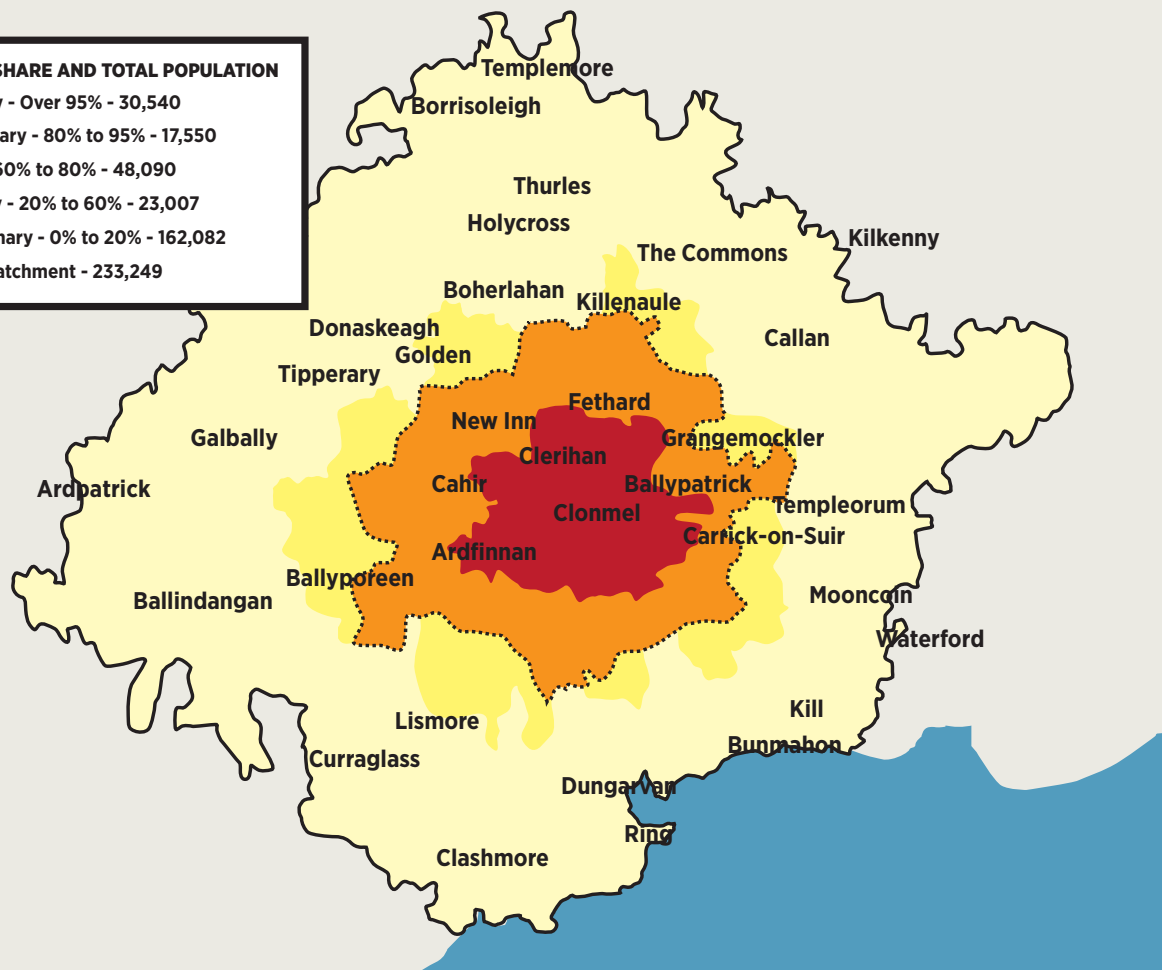 SHARE AND TOTAL POPULATION
- Over 95% - 30,540
ary - 80% to 95% - 17,550
60% to 80% - 48,090
- 20% to 60% - 23,007
nary - 0% to 20% - 162,082
atchment - 233,249
Templemore
Borrisoleigh
Thurles
Holycross
Kilkenny
The Commons
Boherlahan
Killenaule
Donaskeagh
Callan
Golden
Tipperary
Fethard
New Inn
Galbally
Grangemockler
Clerihan
Cahir
Ballypatrick
Ardpatrick
Templeorum
Clonmel
Carrick-on-Suir
Ardfinnan
Ballyporeen
Mooncoin
Ballindangan
Waterford
Kill
Lismore
Bunmahon
Curraglass
Dungarvan
Ring
Clashmore